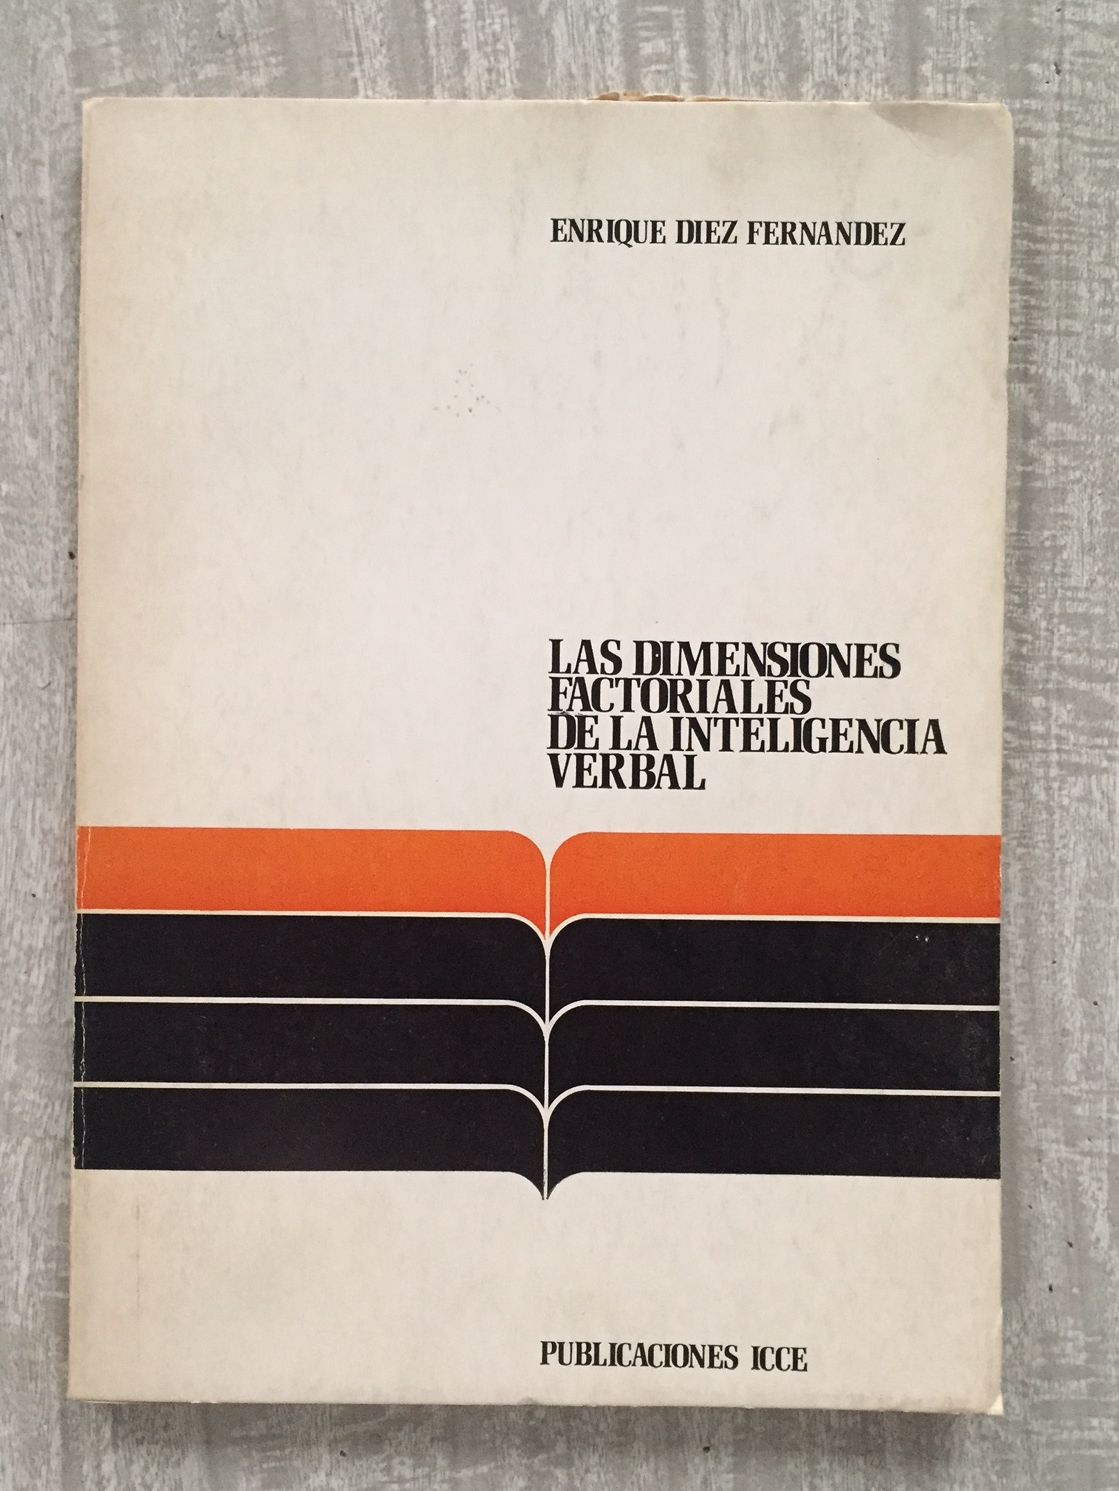 ENRIQUE DIEZ FERNANDEZ
LAS DIMENSIONES
FACTORIALES
DE LA INTELIGENCIA
VERBAL
PUBLICACIONES ICCE